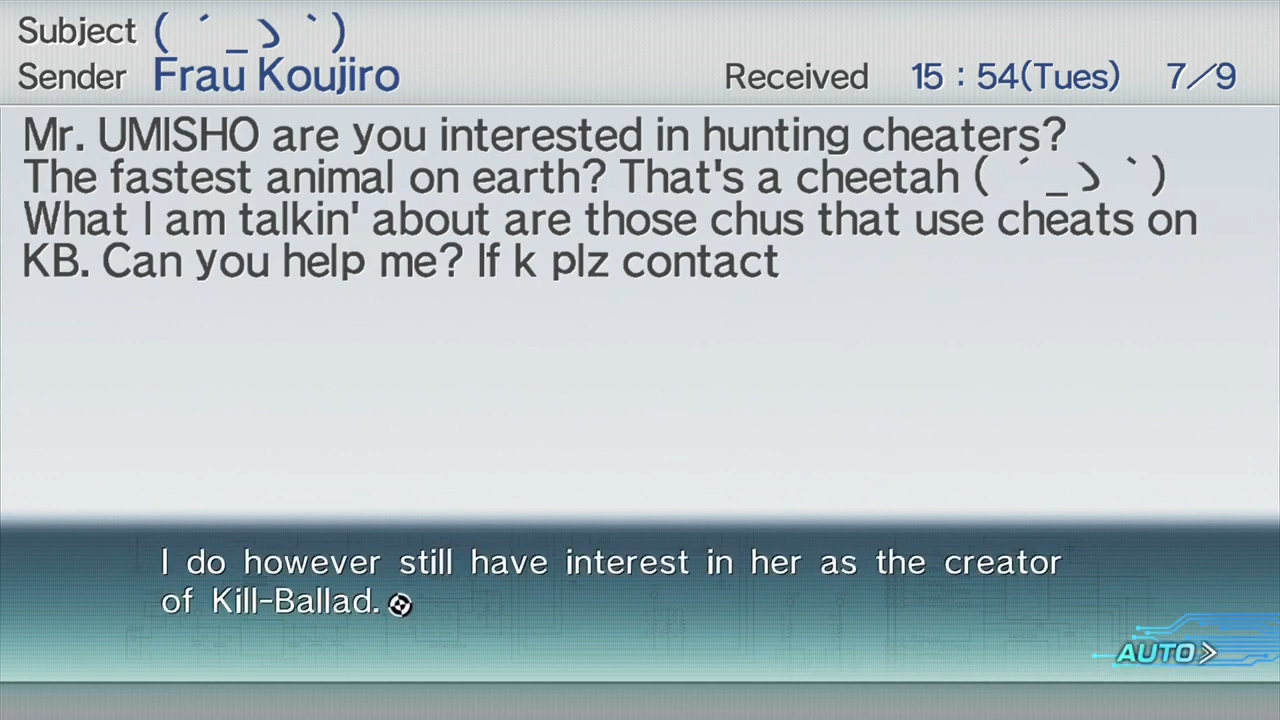 Subject ( ´_ゝ`)
Sender Frau Koujiro Received 15：54(Tues) 7／9
Mr. UMISHO are you interested in hunting cheaters?
The fastest animal on earth? That's a cheetah ( ´_ゝ`)
What I am talkin' about are those chus that use cheats on
KB. Can you help me? If k plz contact
I do however still have interest in her as the creator
of Kill-Ballad.
AUTO